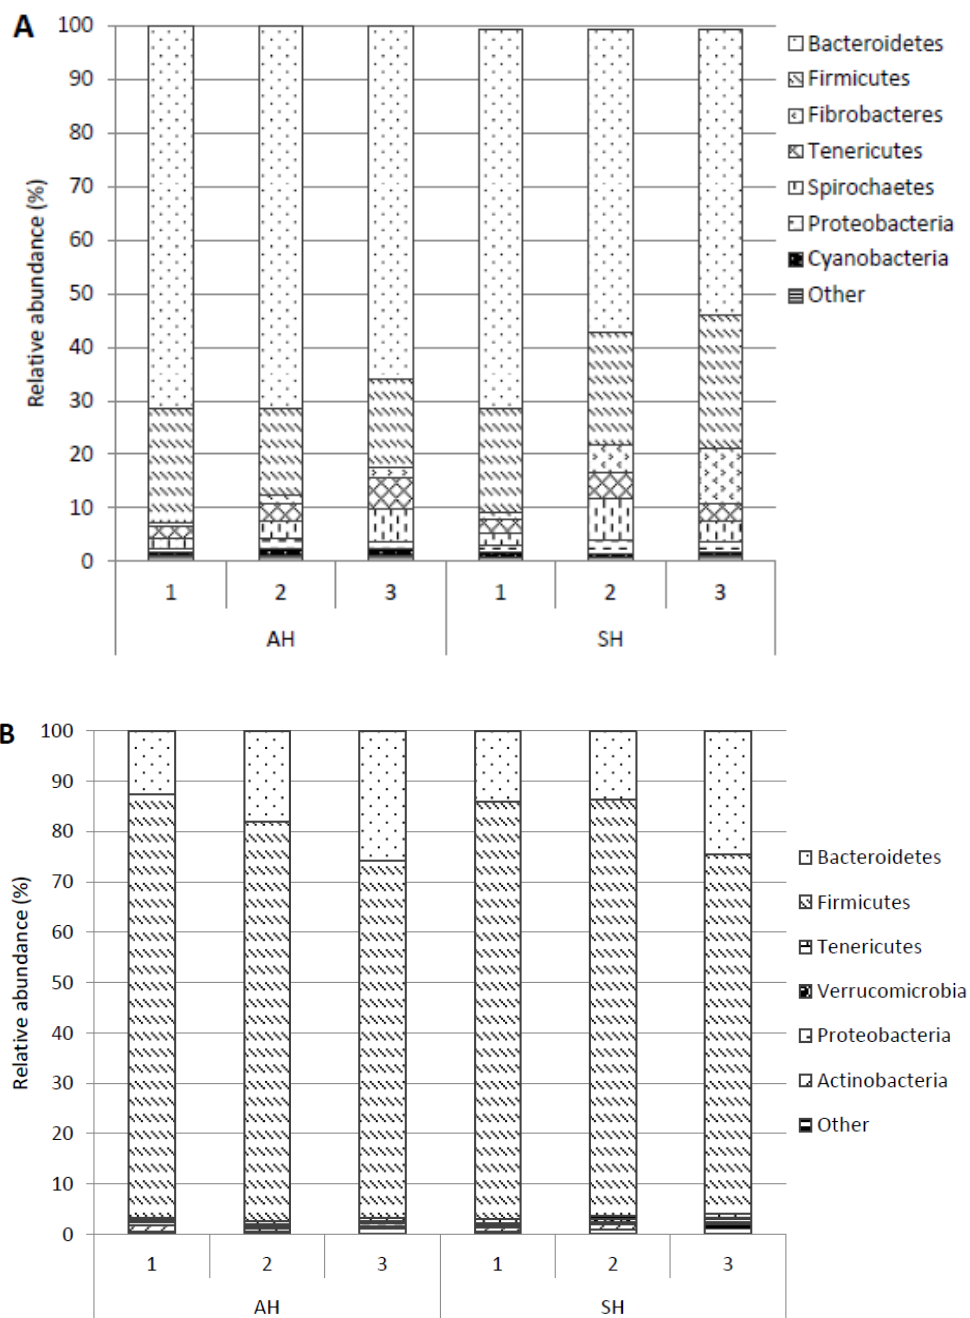 A
100
90
80
70
60
50
40
30
20
10
0
Relative abundance (%)
1 2 3 1 2 3
AH SH
Bacteroidetes
Firmicutes
Fibrobacteres
Tenericutes
Spirochaetes
Proteobacteria
Cyanobacteria
Other
B
100
90
80
70
60
50
40
30
20
10
0
Relative abundance (%)
1 2 3 1 2 3
AH SH
Bacteroidetes
Firmicutes
Tenericutes
Verrucomicrobia
Proteobacteria
Actinobacteria
Other